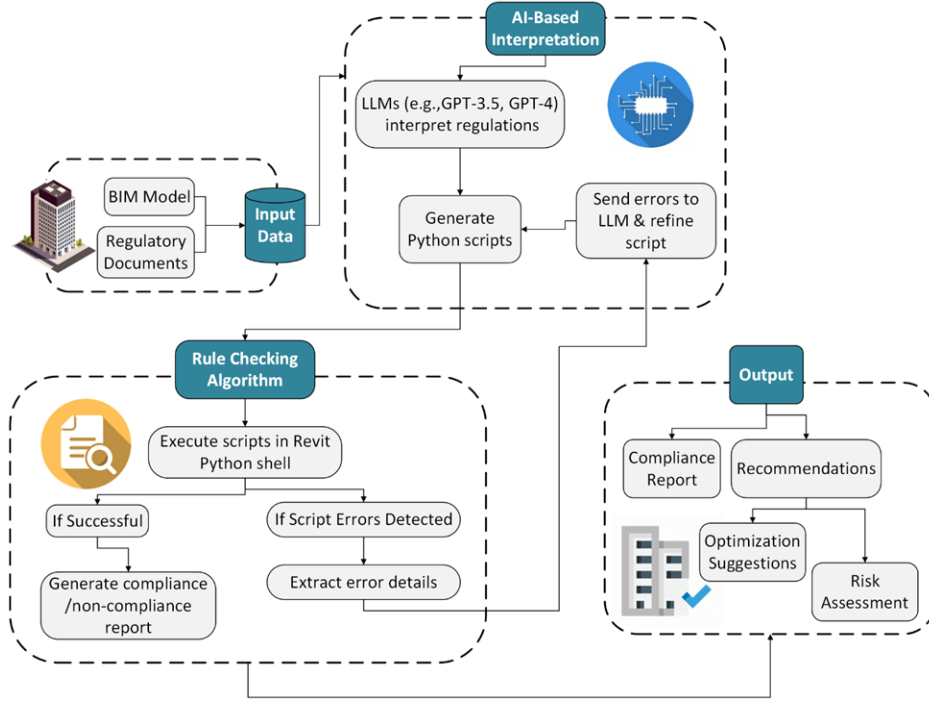 AI-Based
Interpretation
LLMs (e.g.,GPT-3.5, GPT-4)
interpret regulations
Generate
Python scripts
Send errors to
LLM & refine
script
BIM Model
Regulatory
Documents
Input
Data
Rule Checking
Algorithm
Execute scripts in Revit
Python shell
If Successful
If Script Errors Detected
Generate compliance
/non-compliance
report
Extract error details
Output
Compliance
Report
Recommendations
Optimization
Suggestions
Risk
Assessment